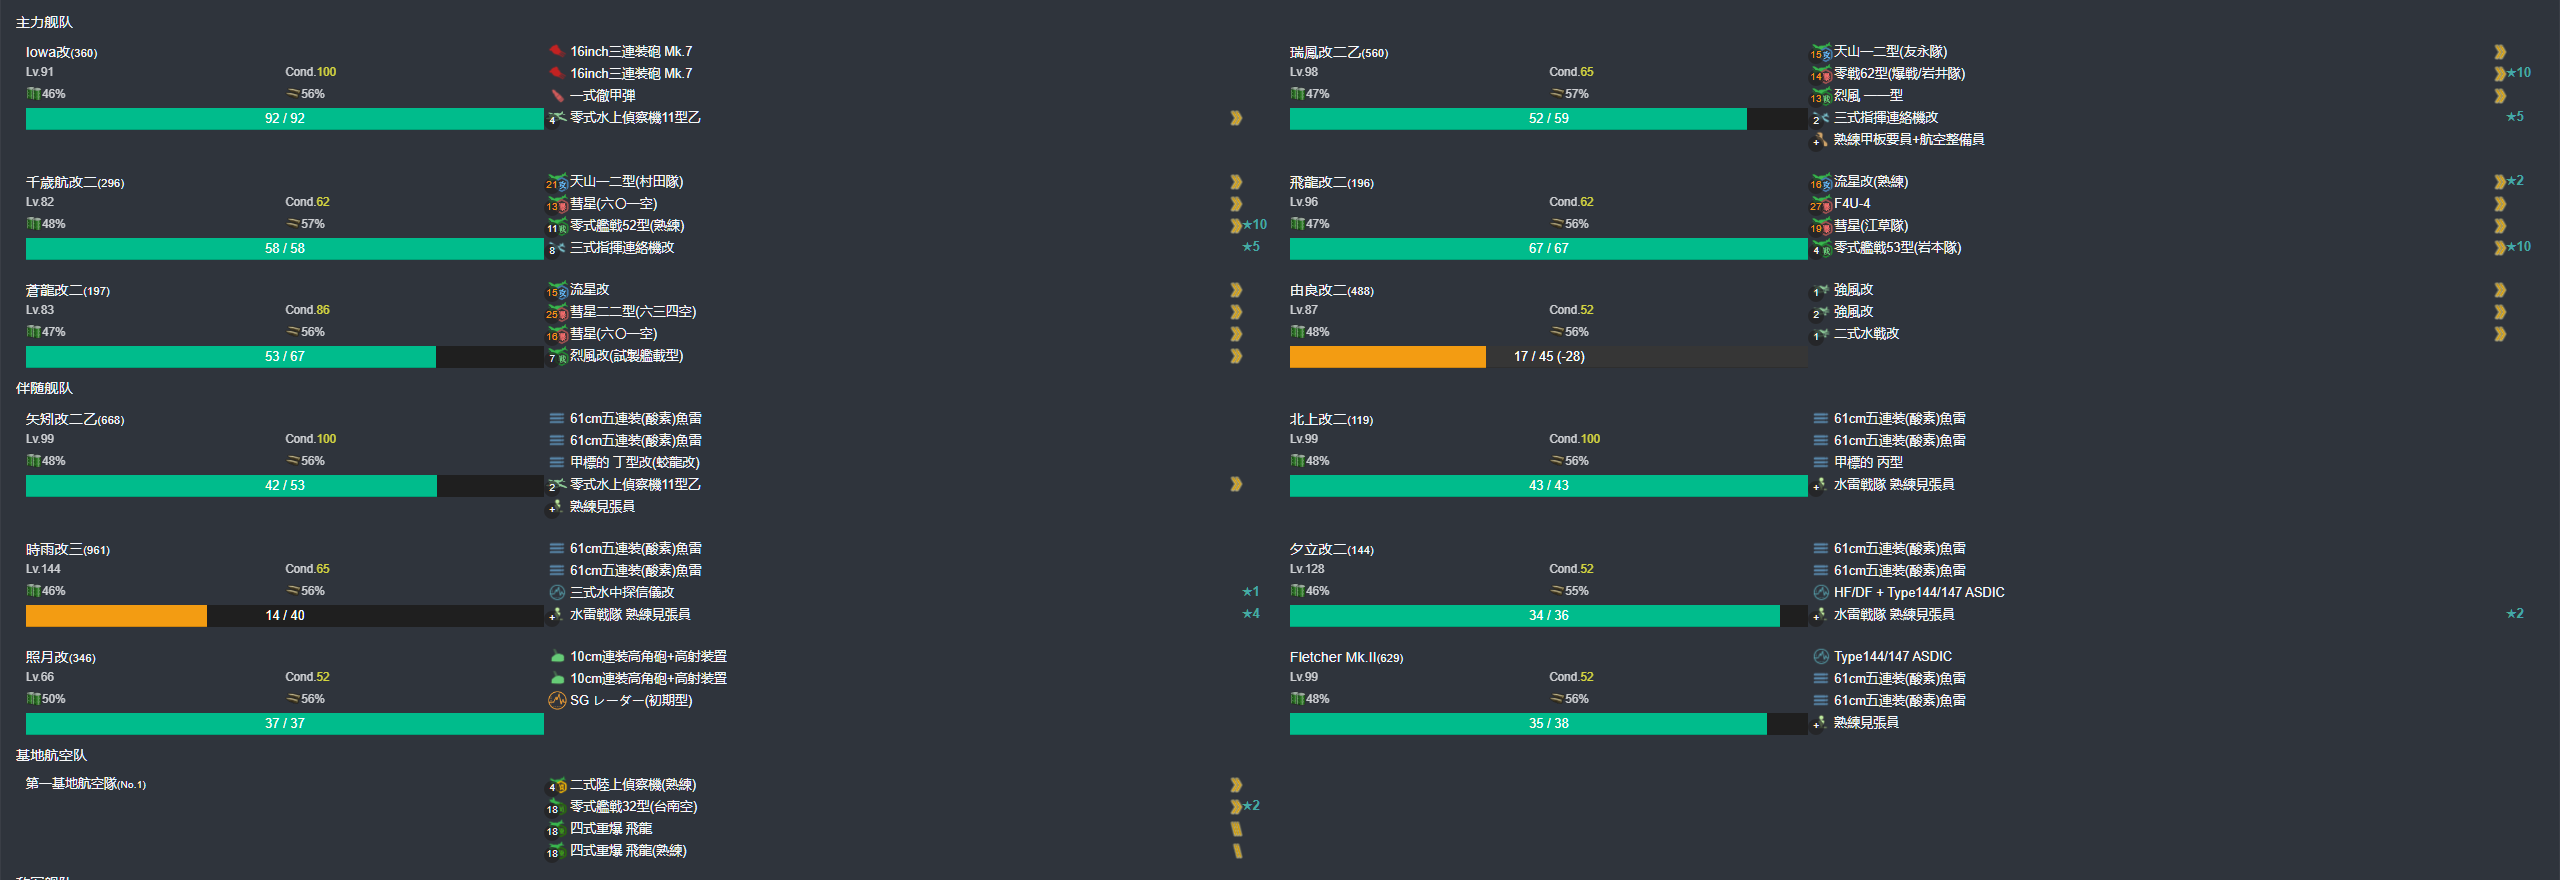 主力舰队
Iowa改(360)
Lv.91 Cond.100
46% 56%
92 / 92
16inch三連装砲 Mk.7
16inch三連装砲 Mk.7
一式徹甲弾
4 零式水上偵察機11型乙
瑞鳳改二乙(560)
Lv.98 Cond.65
47% 57%
52 / 59
15 天山一二型(友永隊)
14 零戦62型(爆戦/岩井隊) ★10
13 烈風 一一型
2 三式指揮連絡機改 ★5
+ 熟練甲板要員+航空整備員
千歳航改二(296)
Lv.82 Cond.62
48% 57%
58 / 58
21 天山一二型(村田隊)
13 彗星(六〇一空)
11 零式艦戦52型(熟練) ★10
8 三式指揮連絡機改 ★5
飛龍改二(196)
Lv.96 Cond.62
47% 56%
67 / 67
16 流星改(熟練) ★2
27 F4U-4
19 彗星(江草隊)
4 零式艦戦53型(岩本隊) ★10
蒼龍改二(197)
Lv.83 Cond.86
47% 56%
53 / 67
15 流星改
25 彗星二二型(六三四空)
16 彗星(六〇一空)
7 烈風改(試製艦載型)
由良改二(488)
Lv.87 Cond.52
48% 56%
17 / 45 (-28)
1 強風改
2 強風改
1 二式水戦改
伴随舰队
矢矧改二乙(668)
Lv.99 Cond.100
48% 56%
42 / 53
61cm五連装(酸素)魚雷
61cm五連装(酸素)魚雷
甲標的 丁型改(蛟龍改)
2 零式水上偵察機11型乙
+ 熟練見張員
北上改二(119)
Lv.99 Cond.100
48% 56%
43 / 43
61cm五連装(酸素)魚雷
61cm五連装(酸素)魚雷
甲標的 丙型
+ 水雷戦隊 熟練見張員
時雨改三(961)
Lv.144 Cond.65
46% 56%
14 / 40
61cm五連装(酸素)魚雷
61cm五連装(酸素)魚雷
三式水中探信儀改 ★1
+ 水雷戦隊 熟練見張員 ★4
夕立改二(144)
Lv.128 Cond.52
46% 55%
34 / 36
61cm五連装(酸素)魚雷
61cm五連装(酸素)魚雷
HF/DF + Type144/147 ASDIC
+ 水雷戦隊 熟練見張員 ★2
照月改(346)
Lv.66 Cond.52
50% 56%
37 / 37
10cm連装高角砲+高射装置
10cm連装高角砲+高射装置
SG レーダー(初期型)
Fletcher Mk.II(629)
Lv.99 Cond.52
48% 56%
35 / 38
Type144/147 ASDIC
61cm五連装(酸素)魚雷
61cm五連装(酸素)魚雷
+ 熟練見張員
基地航空队
第一基地航空隊(No.1)
4 二式陸上偵察機(熟練)
18 零式艦戦32型(台南空) ★2
18 四式重爆 飛龍
18 四式重爆 飛龍(熟練)